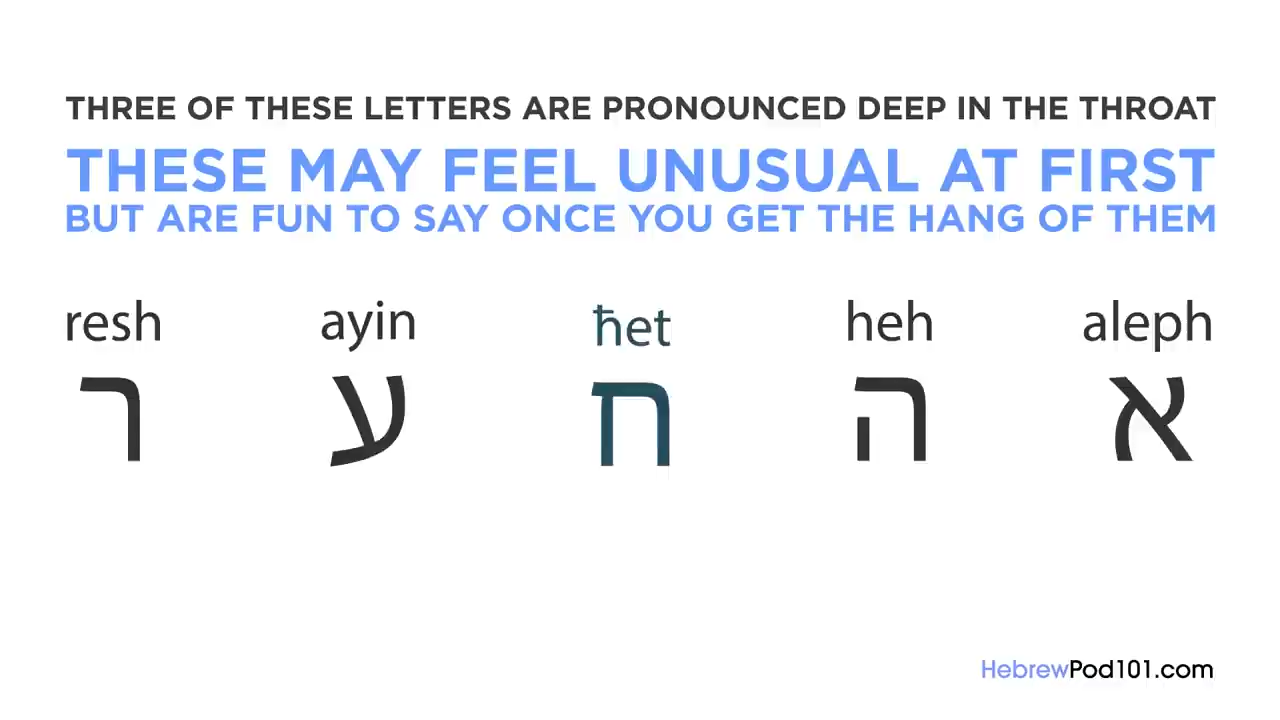 THREE OF THESE LETTERS ARE PRONOUNCED DEEP IN THE THROAT
THESE MAY FEEL UNUSUAL AT FIRST
BUT ARE FUN TO SAY ONCE YOU GET THE HANG OF THEM
resh ayin ħet heh aleph
ר ע ח ה א
HebrewPod101.com